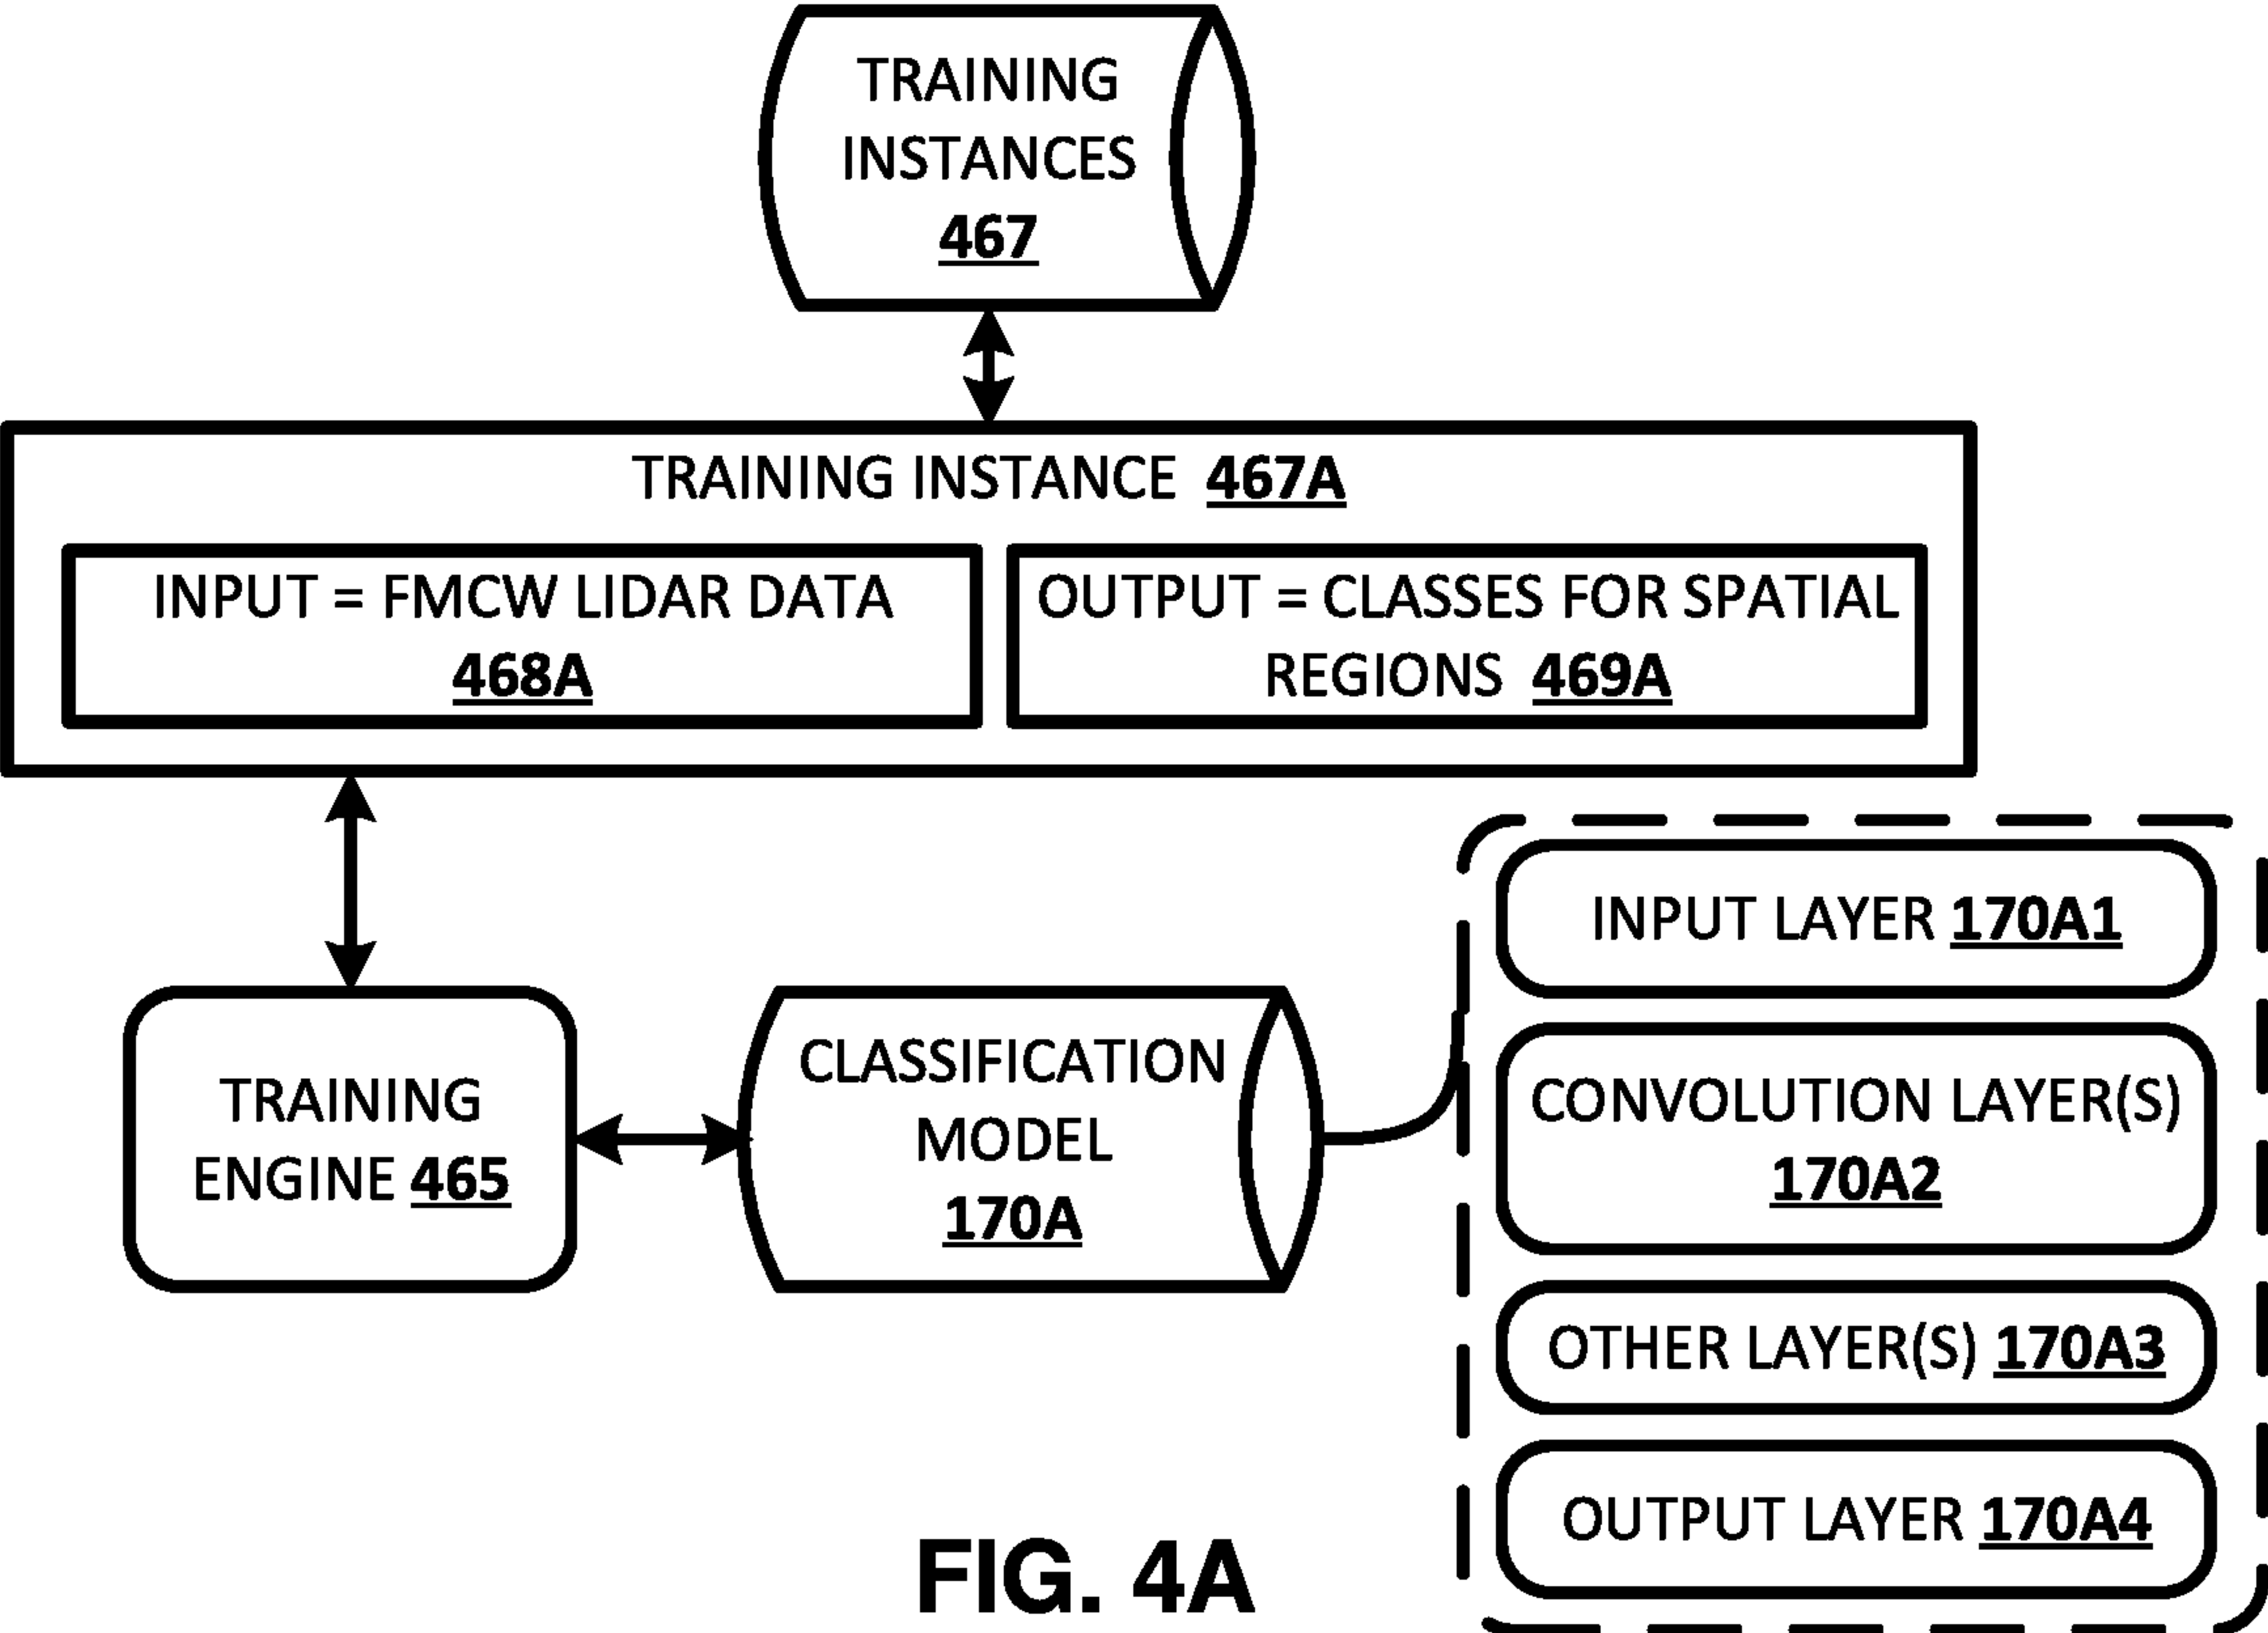 TRAINING
INSTANCES
467
TRAINING INSTANCE 467A
INPUT = FMCW LIDAR DATA
468A
OUTPUT = CLASSES FOR SPATIAL
REGIONS 469A
TRAINING
ENGINE 465
CLASSIFICATION
MODEL
170A
INPUT LAYER 170A1
CONVOLUTION LAYER(S)
170A2
OTHER LAYER(S) 170A3
OUTPUT LAYER 170A4
FIG. 4A